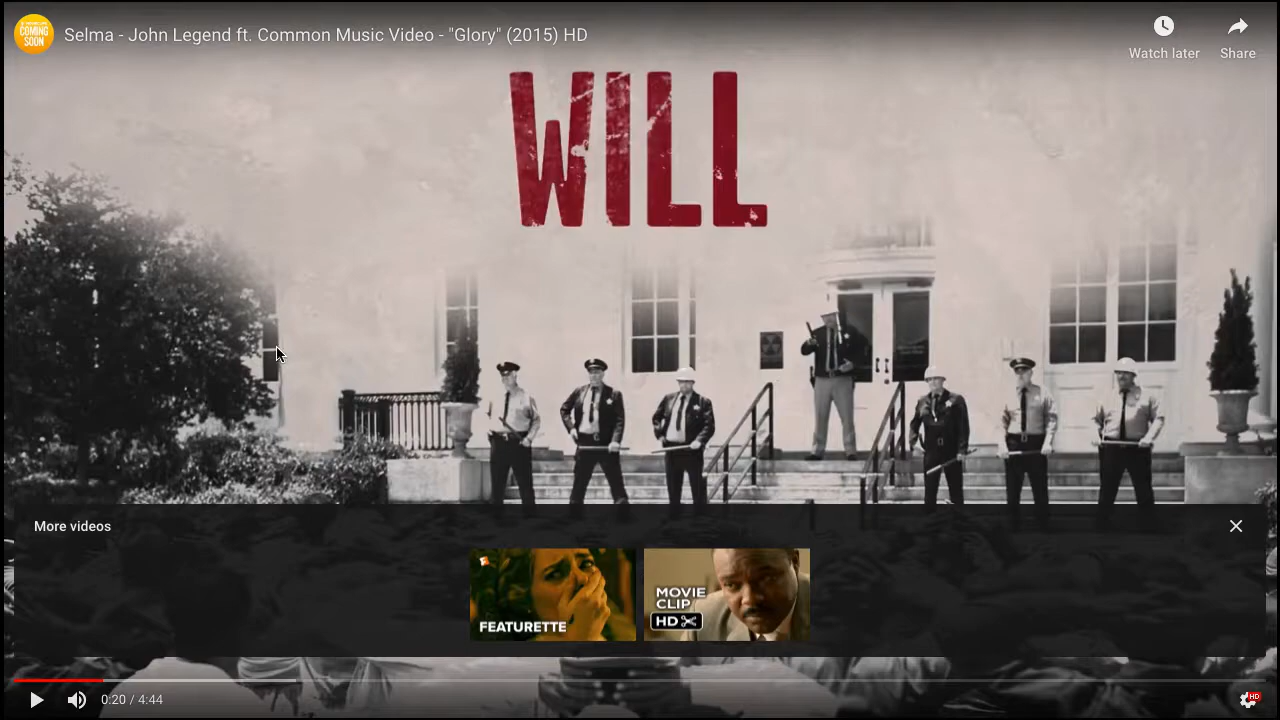 COMING
SOON
Selma - John Legend ft. Common Music Video - "Glory" (2015) HD
Watch later
Share
WILL
More videos
FEATURETTE
MOVIE
CLIP
HD
0:20 / 4:44
HD